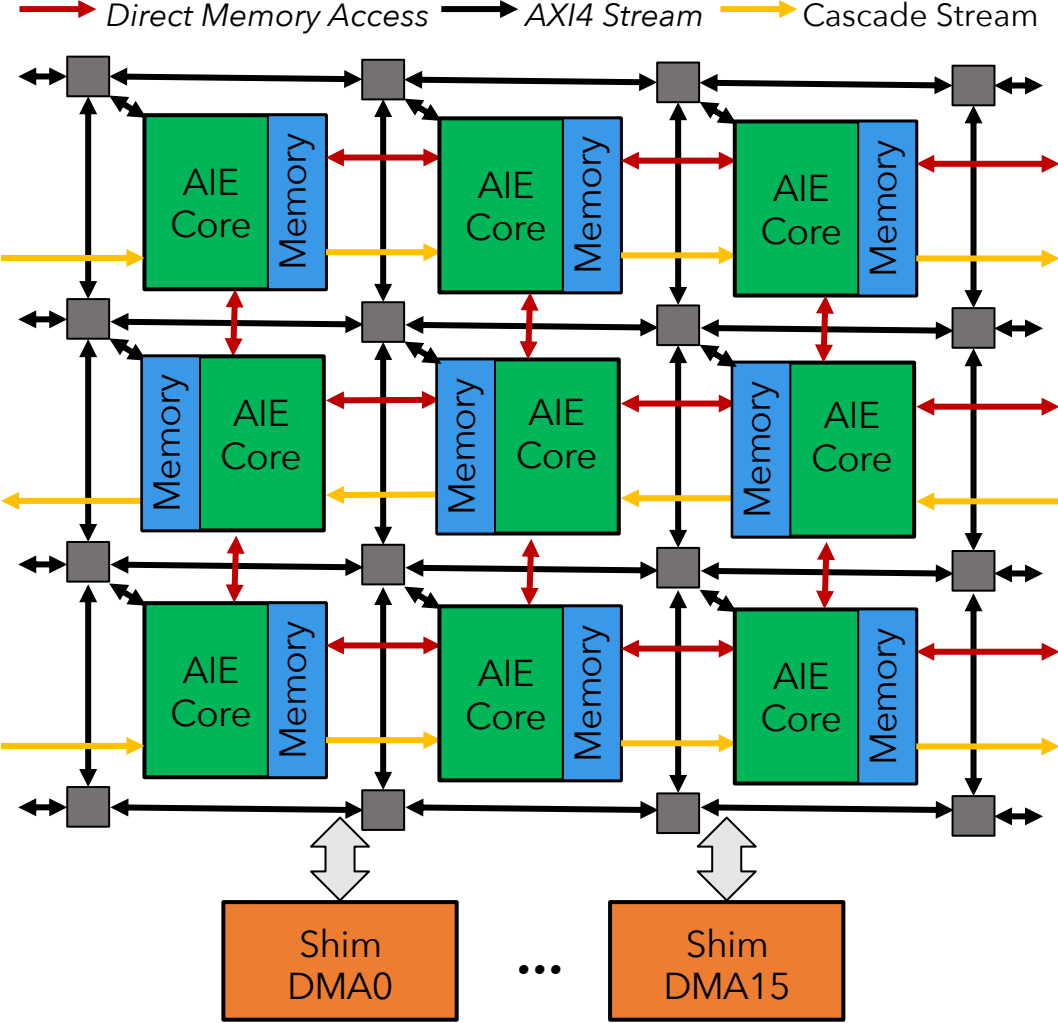 Direct Memory Access
AXI4 Stream
Cascade Stream
AIE
Core
Memory
AIE
Core
Memory
AIE
Core
Memory
Memory
AIE
Core
Memory
AIE
Core
Memory
AIE
Core
AIE
Core
Memory
AIE
Core
Memory
AIE
Core
Memory
Shim
DMA0
...
Shim
DMA15